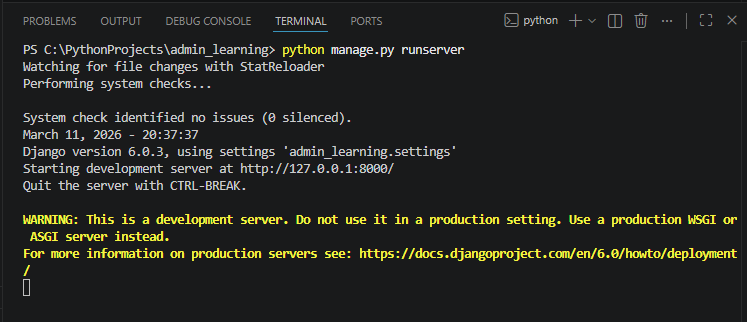 PROBLEMS OUTPUT DEBUG CONSOLE TERMINAL PORTS python
PS C:\PythonProjects\admin_learning> python manage.py runserver
Watching for file changes with StatReloader
Performing system checks...
System check identified no issues (0 silenced).
March 11, 2026 - 20:37:37
Django version 6.0.3, using settings 'admin_learning.settings'
Starting development server at http://127.0.0.1:8000/
Quit the server with CTRL-BREAK.
WARNING: This is a development server. Do not use it in a production setting. Use a production WSGI or
ASGI server instead.
For more information on production servers see: https://docs.djangoproject.com/en/6.0/howto/deployment
/